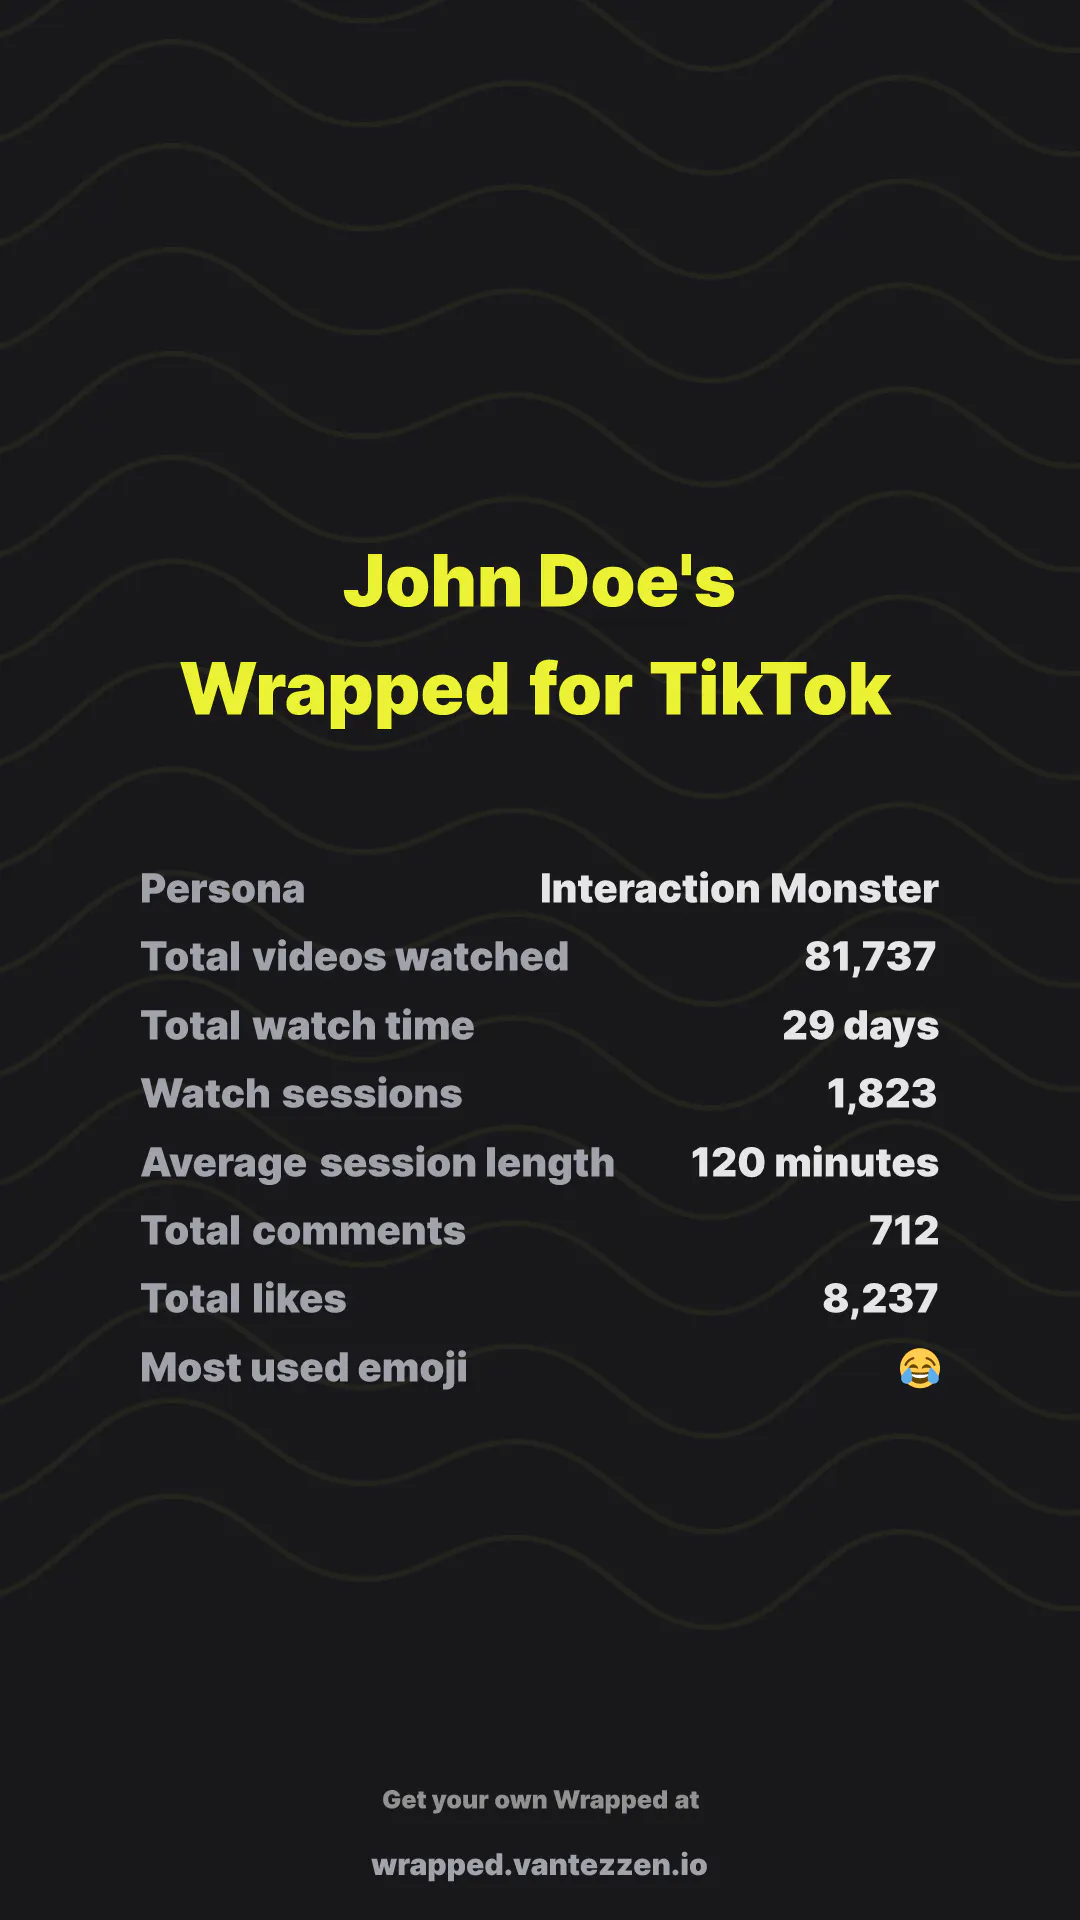 John Doe's
Wrapped for TikTok
Persona Interaction Monster
Total videos watched 81,737
Total watch time 29 days
Watch sessions 1,823
Average session length 120 minutes
Total comments 712
Total likes 8,237
Most used emoji 😂
Get your own Wrapped at
wrapped.vantezzen.io